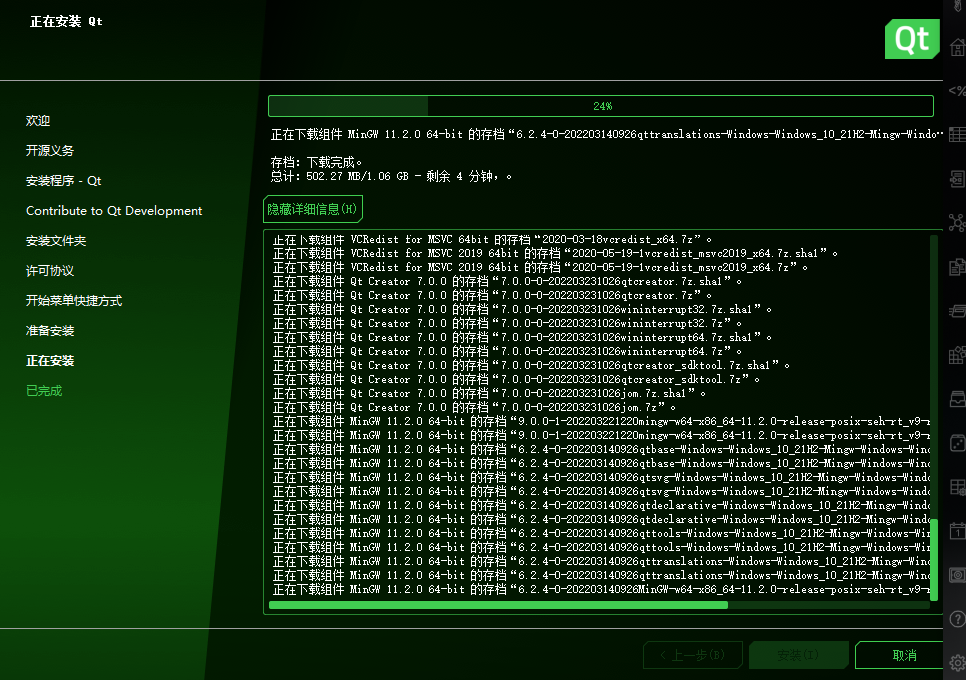 正在安装 Qt
Qt
欢迎
开源义务
安装程序 - Qt
Contribute to Qt Development
安装文件夹
许可协议
开始菜单快捷方式
准备安装
正在安装
已完成
24%
正在下载组件 MinGW 11.2.0 64-bit 的存档“6.2.4-0-202203140926qttranslations-Windows-Windows_10_21H2-Mingw-Windo…
存档: 下载完成。
总计: 502.27 MB/1.06 GB - 剩余 4 分钟,。
隐藏详细信息(H)
正在下载组件 VCRedist for MSVC 64bit 的存档“2020-03-18vcredist_x64.7z”。
正在下载组件 VCRedist for MSVC 2019 64bit 的存档“2020-05-19-1vcredist_msvc2019_x64.7z.sha1”。
正在下载组件 VCRedist for MSVC 2019 64bit 的存档“2020-05-19-1vcredist_msvc2019_x64.7z”。
正在下载组件 Qt Creator 7.0.0 的存档“7.0.0-0-202203231026qtcreator.7z.sha1”。
正在下载组件 Qt Creator 7.0.0 的存档“7.0.0-0-202203231026qtcreator.7z”。
正在下载组件 Qt Creator 7.0.0 的存档“7.0.0-0-202203231026wininterrupt32.7z.sha1”。
正在下载组件 Qt Creator 7.0.0 的存档“7.0.0-0-202203231026wininterrupt32.7z”。
正在下载组件 Qt Creator 7.0.0 的存档“7.0.0-0-202203231026wininterrupt64.7z.sha1”。
正在下载组件 Qt Creator 7.0.0 的存档“7.0.0-0-202203231026wininterrupt64.7z”。
正在下载组件 Qt Creator 7.0.0 的存档“7.0.0-0-202203231026qtcreator_sdktool.7z.sha1”。
正在下载组件 Qt Creator 7.0.0 的存档“7.0.0-0-202203231026qtcreator_sdktool.7z”。
正在下载组件 Qt Creator 7.0.0 的存档“7.0.0-0-202203231026jom.7z.sha1”。
正在下载组件 Qt Creator 7.0.0 的存档“7.0.0-0-202203231026jom.7z”。
正在下载组件 MinGW 11.2.0 64-bit 的存档“9.0.0-1-202203221220mingw-w64-x86_64-11.2.0-release-posix-seh-rt_v9-
正在下载组件 MinGW 11.2.0 64-bit 的存档“9.0.0-1-202203221220mingw-w64-x86_64-11.2.0-release-posix-seh-rt_v9-
正在下载组件 MinGW 11.2.0 64-bit 的存档“6.2.4-0-202203140926qtbase-Windows-Windows_10_21H2-Mingw-Windows-Wind
正在下载组件 MinGW 11.2.0 64-bit 的存档“6.2.4-0-202203140926qtbase-Windows-Windows_10_21H2-Mingw-Windows-Wind
正在下载组件 MinGW 11.2.0 64-bit 的存档“6.2.4-0-202203140926qtsvg-Windows-Windows_10_21H2-Mingw-Windows-Windo
正在下载组件 MinGW 11.2.0 64-bit 的存档“6.2.4-0-202203140926qtsvg-Windows-Windows_10_21H2-Mingw-Windows-Windo
正在下载组件 MinGW 11.2.0 64-bit 的存档“6.2.4-0-202203140926qtdeclarative-Windows-Windows_10_21H2-Mingw-Windo
正在下载组件 MinGW 11.2.0 64-bit 的存档“6.2.4-0-202203140926qtdeclarative-Windows-Windows_10_21H2-Mingw-Windo
正在下载组件 MinGW 11.2.0 64-bit 的存档“6.2.4-0-202203140926qttools-Windows-Windows_10_21H2-Mingw-Windows-Win
正在下载组件 MinGW 11.2.0 64-bit 的存档“6.2.4-0-202203140926qttools-Windows-Windows_10_21H2-Mingw-Windows-Win
正在下载组件 MinGW 11.2.0 64-bit 的存档“6.2.4-0-202203140926qttranslations-Windows-Windows_10_21H2-Mingw-Wind
正在下载组件 MinGW 11.2.0 64-bit 的存档“6.2.4-0-202203140926qttranslations-Windows-Windows_10_21H2-Mingw-Wind
正在下载组件 MinGW 11.2.0 64-bit 的存档“6.2.4-0-202203140926MinGW-w64-x86_64-11.2.0-release-posix-seh-rt_v9-
< 上一步(B)
安装(I)
取消